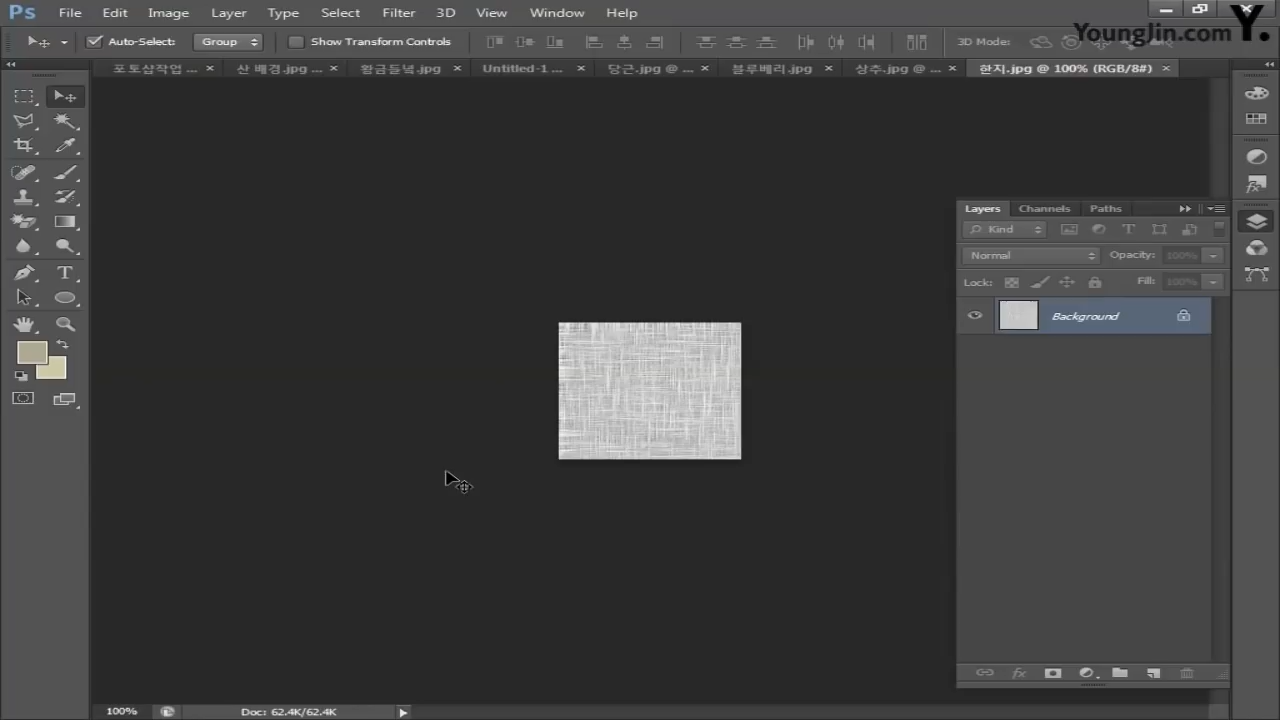 Ps File Edit Image Layer Type Select Filter 3D View Window Help
YoungJin.com Y.
Auto-Select: Group Show Transform Controls 3D Mode:
포토샵작업 ... × 산 배경.jpg ... × 황금들녘.jpg × Untitled-1 ... × 당근.jpg @ ... × 블루베리.jpg × 상추.jpg @ ... × 한지.jpg @ 100% (RGB/8#) ×
Layers Channels Paths
Kind
Normal Opacity: 100%
Lock: Fill: 100%
Background
fx
100% Doc: 62.4K/62.4K